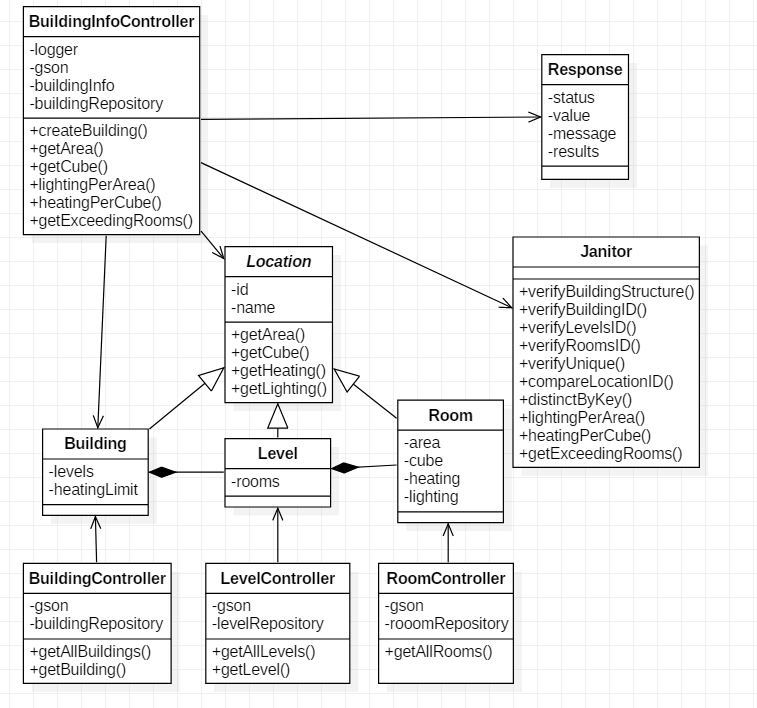 BuildingInfoController
-logger
-gson
-buildingInfo
-buildingRepository
+createBuilding()
+getArea()
+getCube()
+lightingPerArea()
+heatingPerCube()
+getExceedingRooms()
Response
-status
-value
-message
-results
Location
-id
-name
+getArea()
+getCube()
+getHeating()
+getLighting()
Janitor
+verifyBuildingStructure()
+verifyBuildingID()
+verifyLevelsID()
+verifyRoomsID()
+verifyUnique()
+compareLocationID()
+distinctByKey()
+lightingPerArea()
+heatingPerCube()
+getExceedingRooms()
Building
-levels
-heatingLimit
Level
-rooms
Room
-area
-cube
-heating
-lighting
BuildingController
-gson
-buildingRepository
+getAllBuildings()
+getBuilding()
LevelController
-gson
-levelRepository
+getAllLevels()
+getLevel()
RoomController
-gson
-rooomRepository
+getAllRooms()